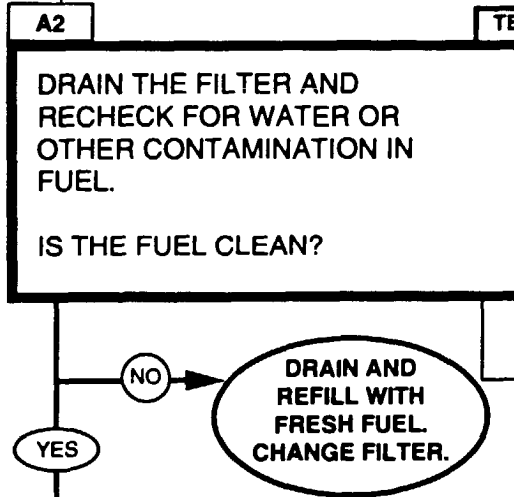 A2
TE
DRAIN THE FILTER AND
RECHECK FOR WATER OR
OTHER CONTAMINATION IN
FUEL.
IS THE FUEL CLEAN?
NO
DRAIN AND
REFILL WITH
FRESH FUEL.
CHANGE FILTER.
YES